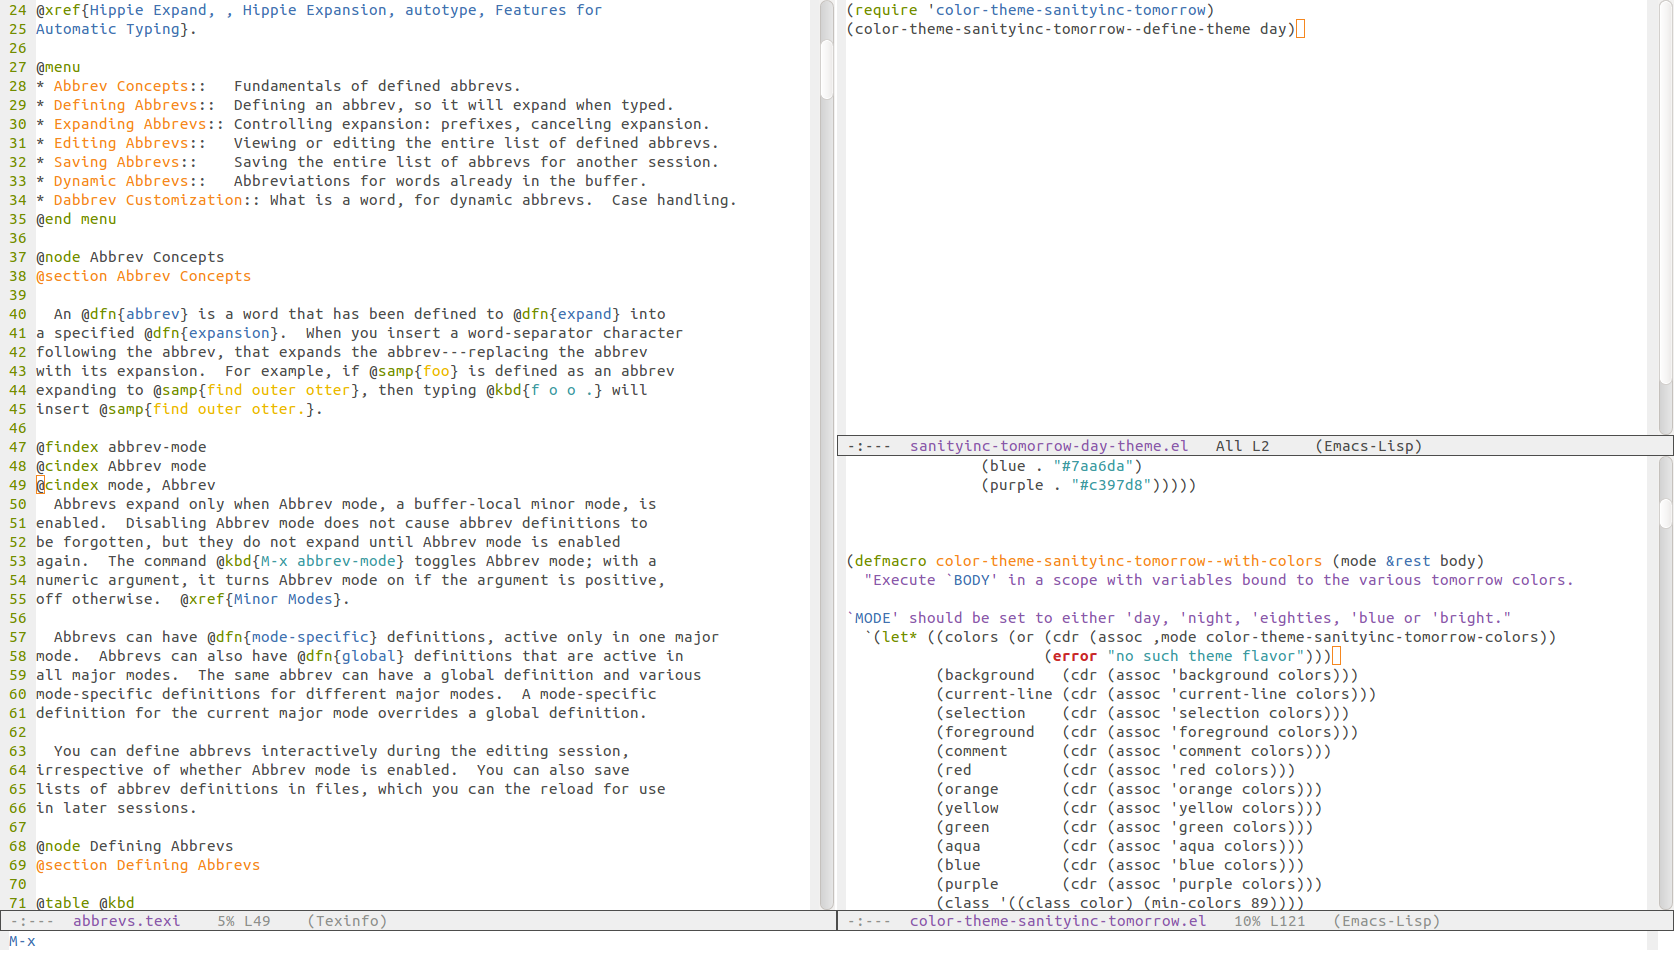 24 @xref{Hippie Expand, , Hippie Expansion, autotype, Features for
25 Automatic Typing}.
26
27 @menu
28 * Abbrev Concepts::   Fundamentals of defined abbrevs.
29 * Defining Abbrevs::  Defining an abbrev, so it will expand when typed.
30 * Expanding Abbrevs:: Controlling expansion: prefixes, canceling expansion.
31 * Editing Abbrevs::   Viewing or editing the entire list of defined abbrevs.
32 * Saving Abbrevs::    Saving the entire list of abbrevs for another session.
33 * Dynamic Abbrevs::   Abbreviations for words already in the buffer.
34 * Dabbrev Customization:: What is a word, for dynamic abbrevs.  Case handling.
35 @end menu
36
37 @node Abbrev Concepts
38 @section Abbrev Concepts
39
40   An @dfn{abbrev} is a word that has been defined to @dfn{expand} into
41 a specified @dfn{expansion}.  When you insert a word-separator character
42 following the abbrev, that expands the abbrev---replacing the abbrev
43 with its expansion.  For example, if @samp{foo} is defined as an abbrev
44 expanding to @samp{find outer otter}, then typing @kbd{f o o .} will
45 insert @samp{find outer otter.}.
46
47 @findex abbrev-mode
48 @cindex Abbrev mode
49 @cindex mode, Abbrev
50   Abbrevs expand only when Abbrev mode, a buffer-local minor mode, is
51 enabled.  Disabling Abbrev mode does not cause abbrev definitions to
52 be forgotten, but they do not expand until Abbrev mode is enabled
53 again.  The command @kbd{M-x abbrev-mode} toggles Abbrev mode; with a
54 numeric argument, it turns Abbrev mode on if the argument is positive,
55 off otherwise.  @xref{Minor Modes}.
56
57   Abbrevs can have @dfn{mode-specific} definitions, active only in one major
58 mode.  Abbrevs can also have @dfn{global} definitions that are active in
59 all major modes.  The same abbrev can have a global definition and various
60 mode-specific definitions for different major modes.  A mode-specific
61 definition for the current major mode overrides a global definition.
62
63   You can define abbrevs interactively during the editing session,
64 irrespective of whether Abbrev mode is enabled.  You can also save
65 lists of abbrev definitions in files, which you can the reload for use
66 in later sessions.
67
68 @node Defining Abbrevs
69 @section Defining Abbrevs
70
71 @table @kbd
-:---  abbrevs.texi    5% L49    (Texinfo)
(require 'color-theme-sanityinc-tomorrow)
(color-theme-sanityinc-tomorrow--define-theme day)
-:---  sanityinc-tomorrow-day-theme.el   All L2     (Emacs-Lisp)
(blue . "#7aa6da")
(purple . "#c397d8")))))
(defmacro color-theme-sanityinc-tomorrow--with-colors (mode &rest body)
"Execute `BODY' in a scope with variables bound to the various tomorrow colors.
`MODE' should be set to either 'day, 'night, 'eighties, 'blue or 'bright."
`(let* ((colors (or (cdr (assoc ,mode color-theme-sanityinc-tomorrow-colors))
(error "no such theme flavor")))
(background   (cdr (assoc 'background colors)))
(current-line (cdr (assoc 'current-line colors)))
(selection    (cdr (assoc 'selection colors)))
(foreground   (cdr (assoc 'foreground colors)))
(comment      (cdr (assoc 'comment colors)))
(red          (cdr (assoc 'red colors)))
(orange       (cdr (assoc 'orange colors)))
(yellow       (cdr (assoc 'yellow colors)))
(green        (cdr (assoc 'green colors)))
(aqua         (cdr (assoc 'aqua colors)))
(blue         (cdr (assoc 'blue colors)))
(purple       (cdr (assoc 'purple colors)))
(class '((class color) (min-colors 89))))
-:---  color-theme-sanityinc-tomorrow.el   10% L121   (Emacs-Lisp)
M-x